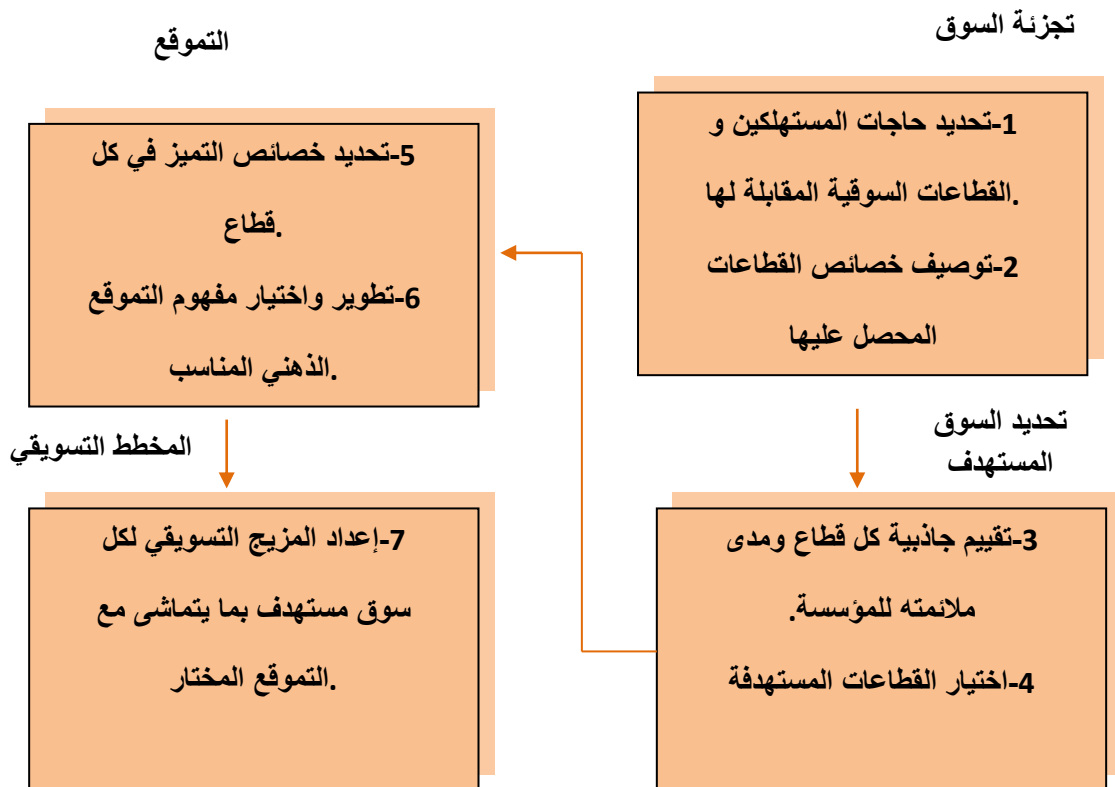 تجزئة السوق
1-تحديد حاجات المستهلكين و
القطاعات السوقية المقابلة لها.
2-توصيف خصائص القطاعات
المحصل عليها
تحديد السوق
المستهدف
3-تقييم جاذبية كل قطاع ومدى
ملائمته للمؤسسة.
4-اختيار القطاعات المستهدفة
التموقع
5-تحديد خصائص التميز في كل
قطاع.
6-تطوير واختيار مفهوم التموقع
الذهني المناسب.
المخطط التسويقي
7-إعداد المزيج التسويقي لكل
سوق مستهدف بما يتماشى مع
التموقع المختار.